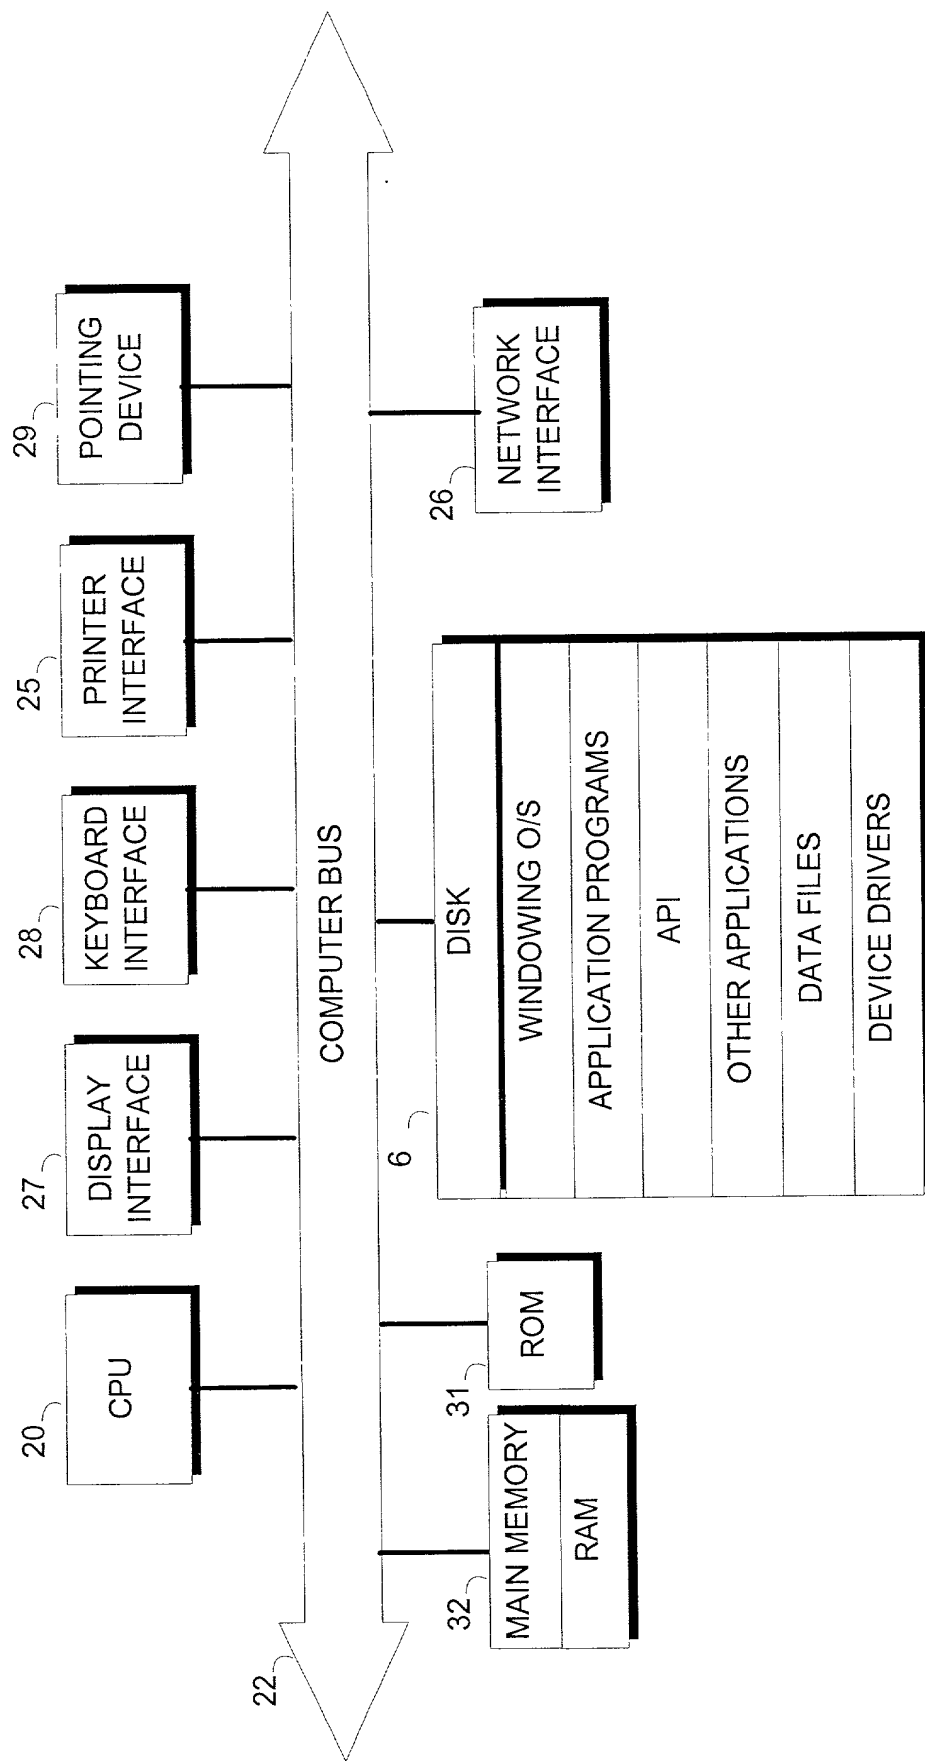 20
CPU
27
DISPLAY
INTERFACE
28
KEYBOARD
INTERFACE
25
PRINTER
INTERFACE
29
POINTING
DEVICE
22
COMPUTER BUS
32
MAIN MEMORY
RAM
31
ROM
6
DISK
WINDOWING O/S
APPLICATION PROGRAMS
API
OTHER APPLICATIONS
DATA FILES
DEVICE DRIVERS
26
NETWORK
INTERFACE